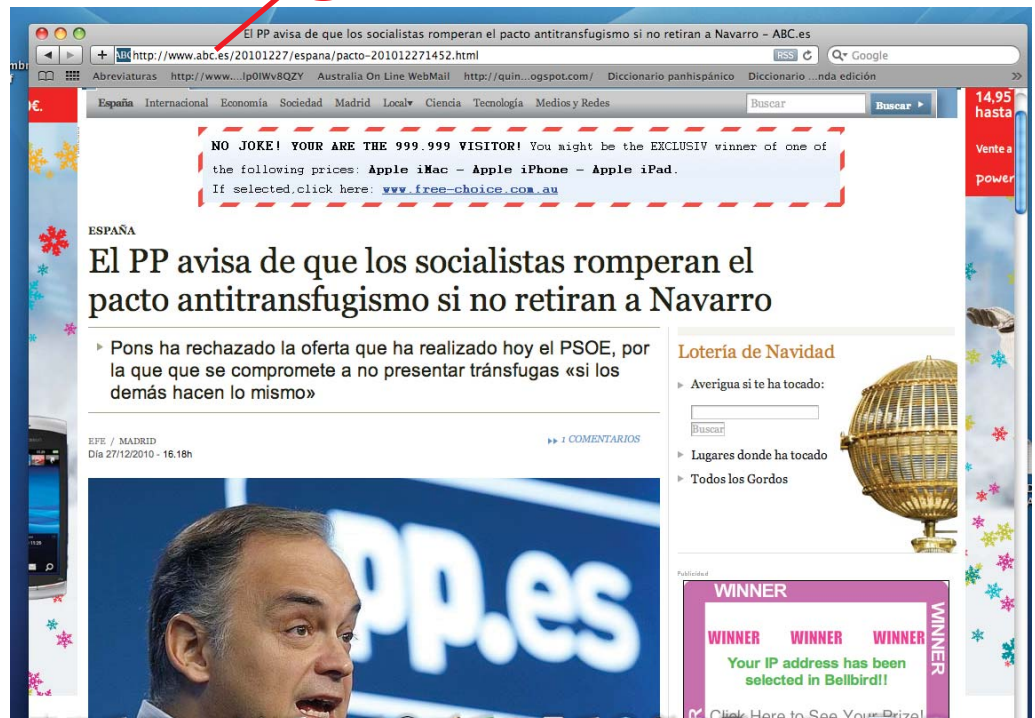 El PP avisa de que los socialistas romperan el pacto antitransfugismo si no retiran a Navarro – ABC.es
ABC http://www.abc.es/20101227/espana/pacto-201012271452.html RSS Google
Abreviaturas http://www....lp0IWv8QZY Australia On Line WebMail http://quin...ogspot.com/ Diccionario panhispánico Diccionario ...nda edición
€.
España Internacional Economía Sociedad Madrid Local Ciencia Tecnología Medios y Redes Buscar Buscar
14,95
hasta
Vente a
power
NO JOKE! YOUR ARE THE 999.999 VISITOR! You might be the EXCLUSIV winner of one of
the following prices: Apple iMac – Apple iPhone – Apple iPad.
If selected,click here: www.free-choice.com.au
ESPAÑA
El PP avisa de que los socialistas romperan el
pacto antitransfugismo si no retiran a Navarro
Pons ha rechazado la oferta que ha realizado hoy el PSOE, por
la que que se compromete a no presentar tránsfugas «si los
demás hacen lo mismo»
EFE / MADRID
Día 27/12/2010 - 16.18h
1 COMENTARIOS
Lotería de Navidad
Averigua si te ha tocado:
Buscar
Lugares donde ha tocado
Todos los Gordos
pp.es
Publicidad
WINNER
WINNER
WINNER WINNER WINNER
Your IP address has been
selected in Bellbird!!
Click Here to See Your Prize!